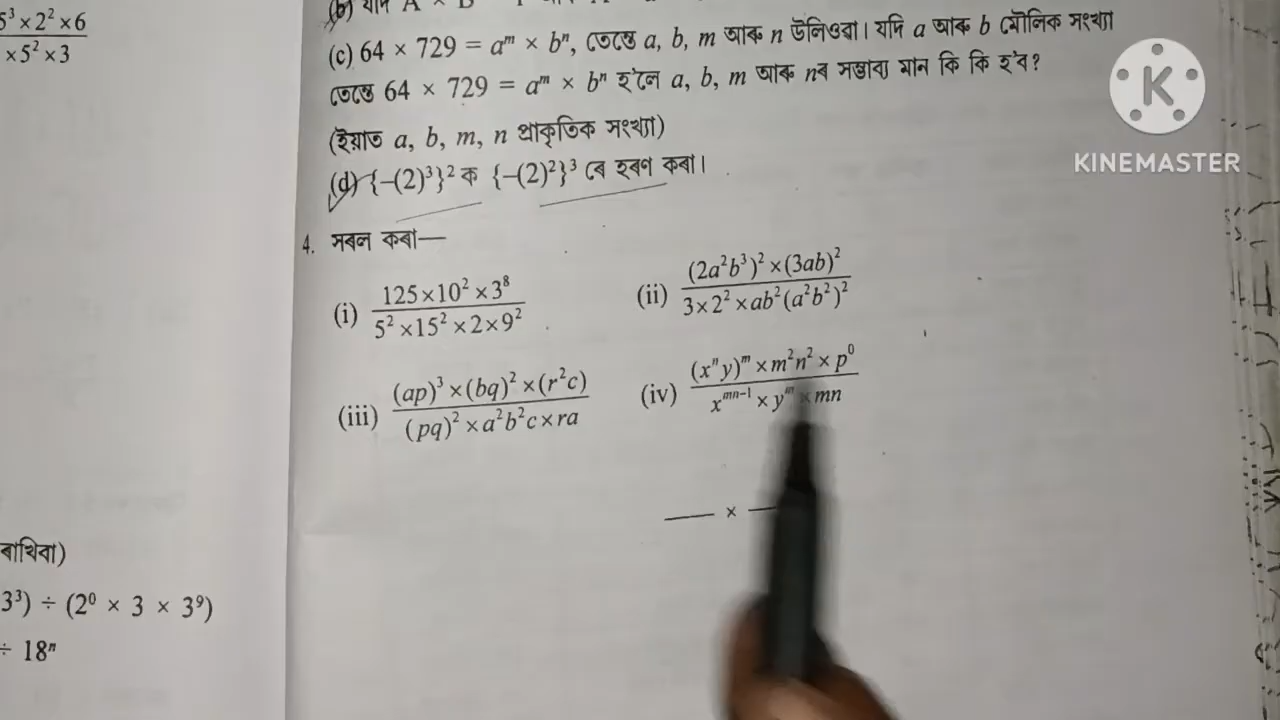 5³ × 2² × 6
× 5² × 3
(c) 64 × 729 = aᵐ × bⁿ, তেন্তে a, b, m আৰু n উলিওৱা। যদি a আৰু b মৌলিক সংখ্যা
তেন্তে 64 × 729 = aᵐ × bⁿ হ'লে a, b, m আৰু nৰ সম্ভাব্য মান কি কি হ'ব?
(ইয়াত a, b, m, n প্ৰাকৃতিক সংখ্যা)
(d) {–(2)³}² ক {–(2)²}³ ৰে হৰণ কৰা।
KINEMASTER
4. সৰল কৰা—
(i) (125×10²×3⁸)/(5²×15²×2×9²) (ii) ((2a²b³)²×(3ab)²)/(3×2²×ab²(a²b²)²)
(iii) ((ap)³×(bq)²×(r²c))/((pq)²×a²b²c×ra) (iv) ((xⁿy)ᵐ×m²n²×p⁰)/(xᵐⁿ⁻¹×yᵐ×mn)
— × —
ৰাখিবা)
3³) ÷ (2⁰ × 3 × 3⁹)
÷ 18ⁿ